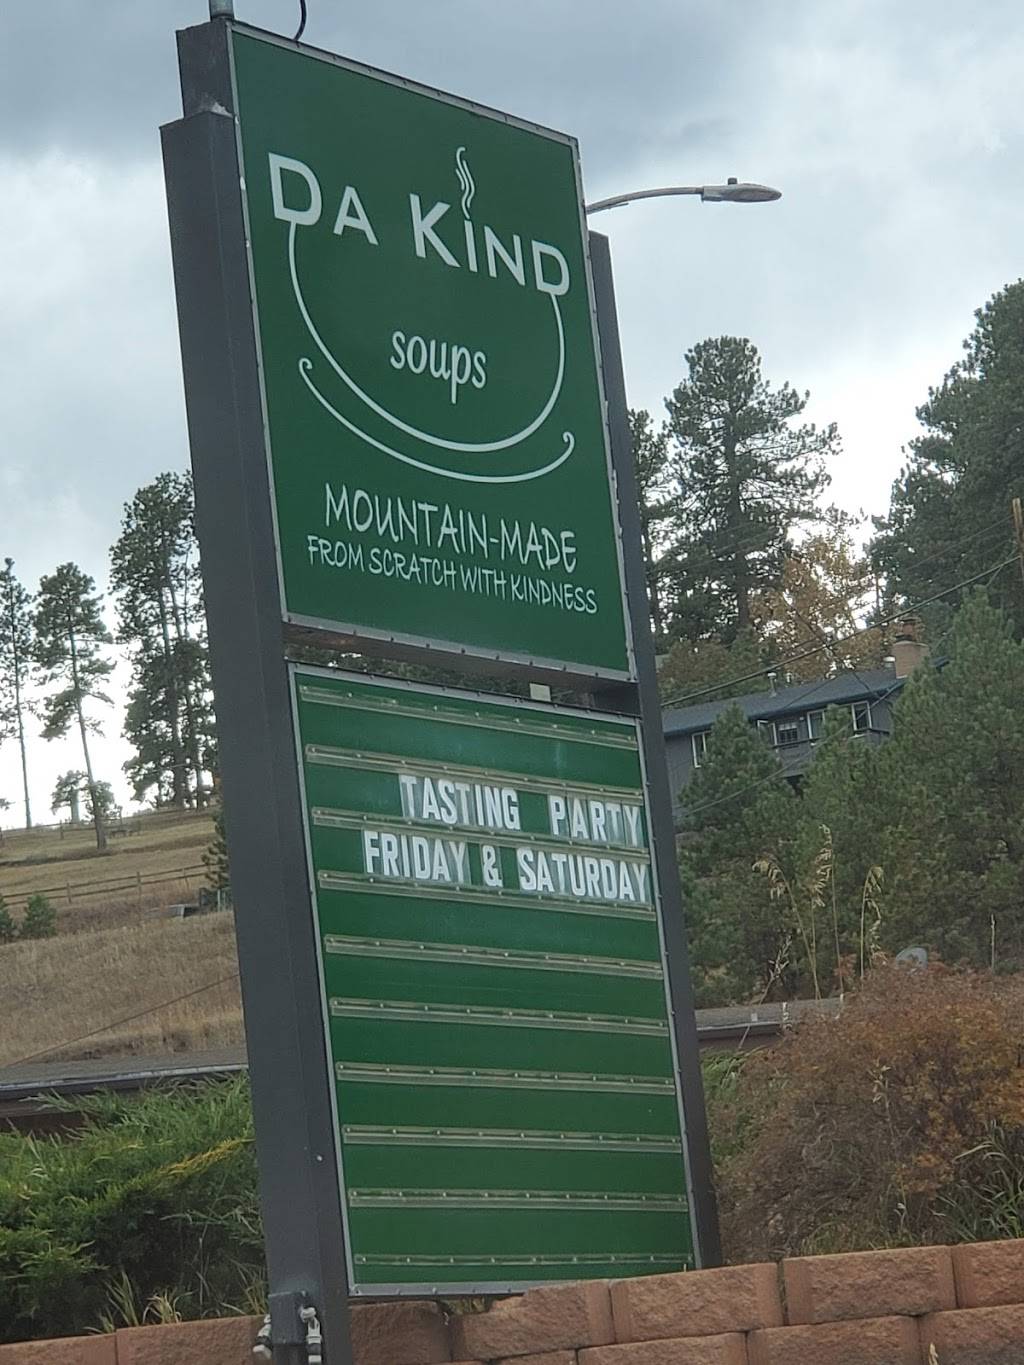 DA KIND
soups
MOUNTAIN-MADE
FROM SCRATCH WITH KINDNESS
TASTING PARTY
FRIDAY & SATURDAY